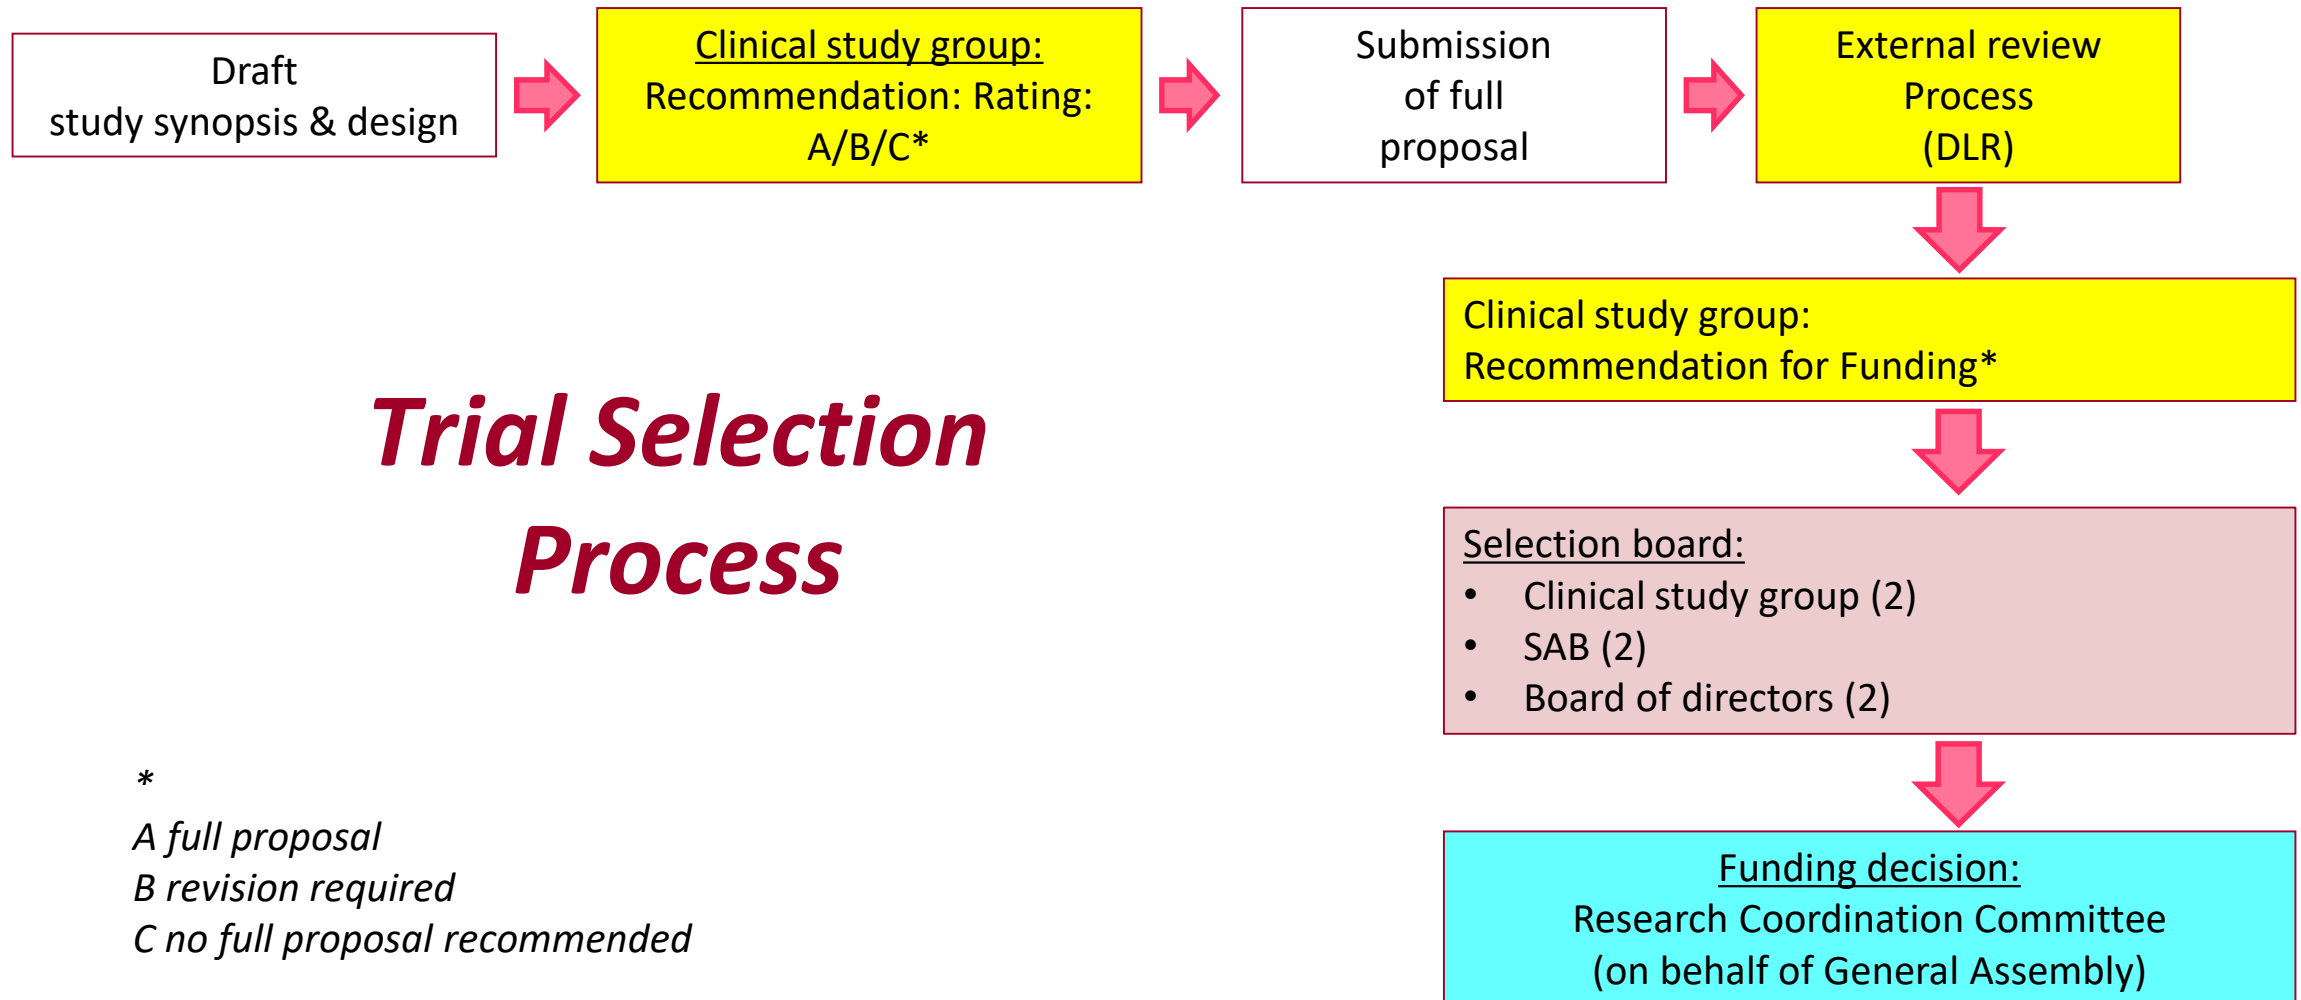 Draft
study synopsis & design
Clinical study group:
Recommendation: Rating:
A/B/C*
Submission
of full
proposal
External review
Process
(DLR)
Clinical study group:
Recommendation for Funding*
Trial Selection
Process
Selection board:
• Clinical study group (2)
• SAB (2)
• Board of directors (2)
*
A full proposal
B revision required
C no full proposal recommended
Funding decision:
Research Coordination Committee
(on behalf of General Assembly)